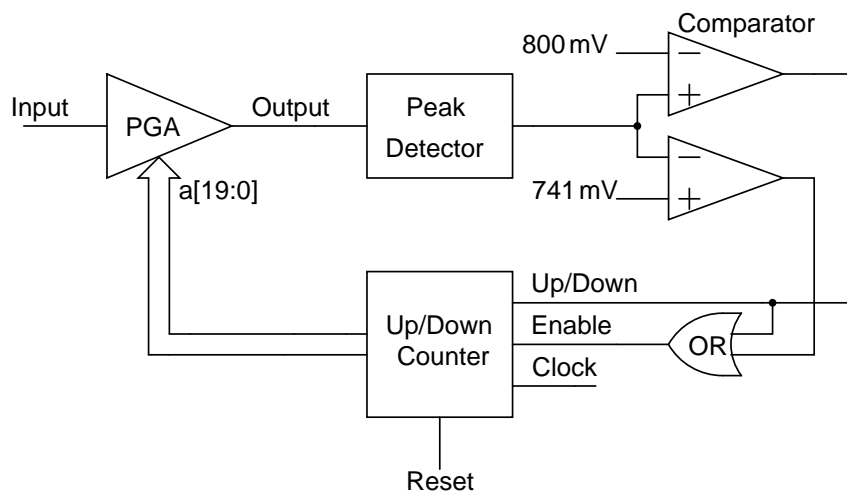 Comparator
800 mV
Input
PGA
Output
Peak
Detector
a[19:0]
741 mV
Up/Down
Counter
Up/Down
Enable
Clock
OR
Reset